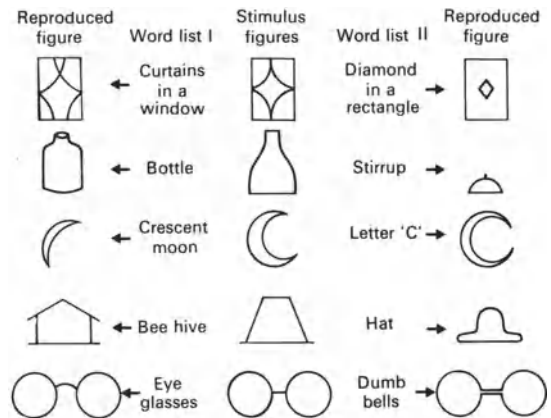 Reproduced figure
Word list I
Stimulus figures
Word list II
Reproduced figure
Curtains in a window
Diamond in a rectangle
Bottle
Stirrup
Crescent moon
Letter 'C'
Bee hive
Hat
Eye glasses
Dumb bells